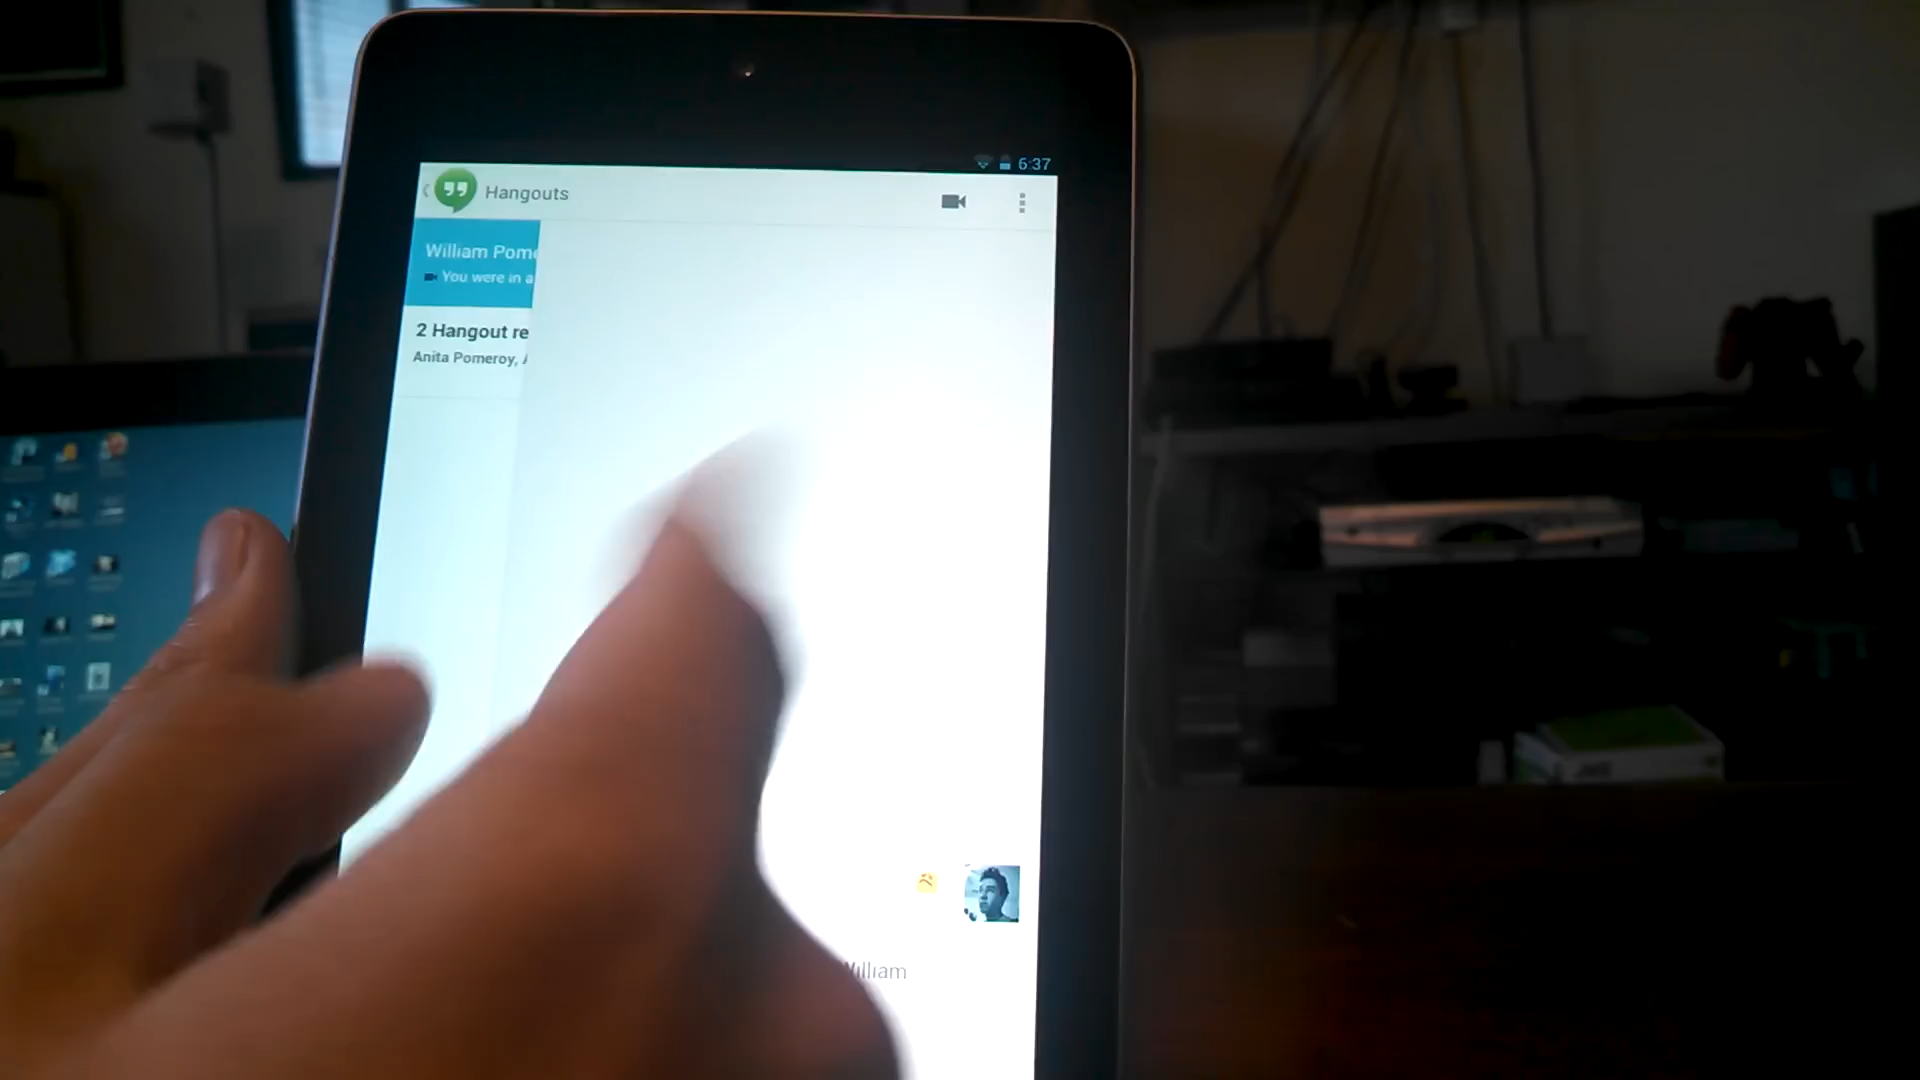 6:37
Hangouts
William Pome
You were in a
2 Hangout re
Anita Pomeroy, A
William